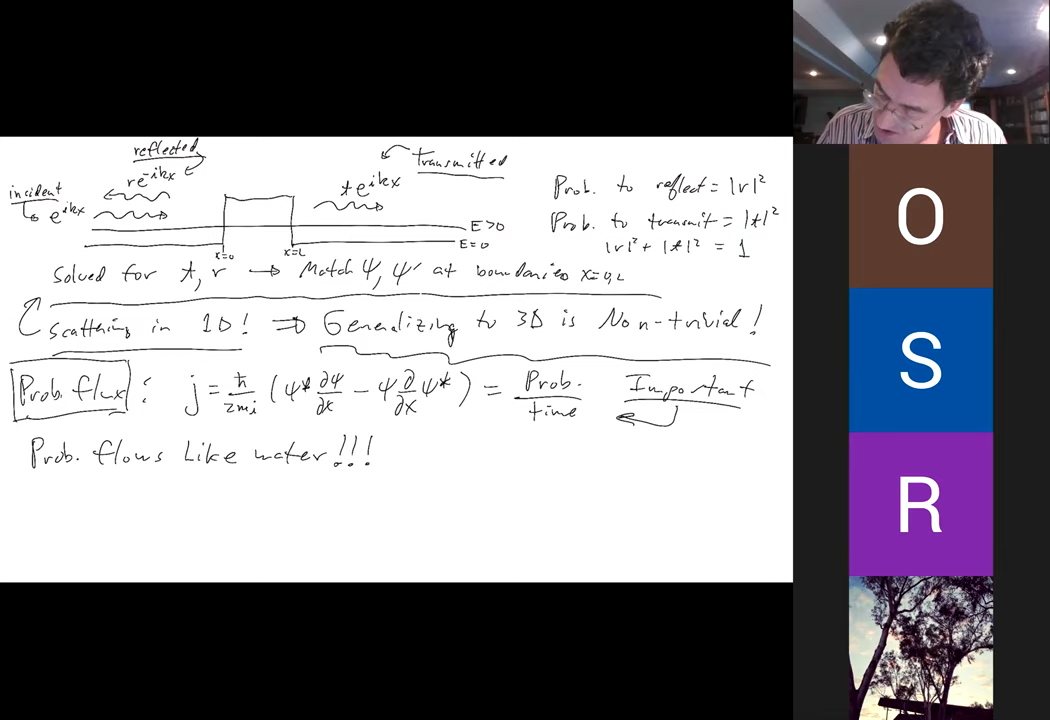 reflected
transmitted
incident
re^-ikx
te^ikx
e^ikx
Prob. to reflect = |r|²
Prob. to transmit = |t|²
|r|² + |t|² = 1
E>0
E=0
x=0
x=L
Solved for t, r → Match Ψ, Ψ' at boundaries x=0,L
Scattering in 1D! ⇒ Generalizing to 3D is Non-trivial!
Prob. flux: j = ħ/2mi (Ψ* ∂Ψ/∂x − Ψ ∂/∂x Ψ*) = Prob./time Important
Prob. flows Like water!!!
O
S
R